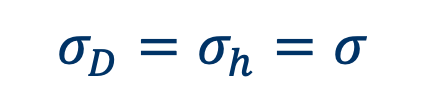 σ_D = σ_h = σ